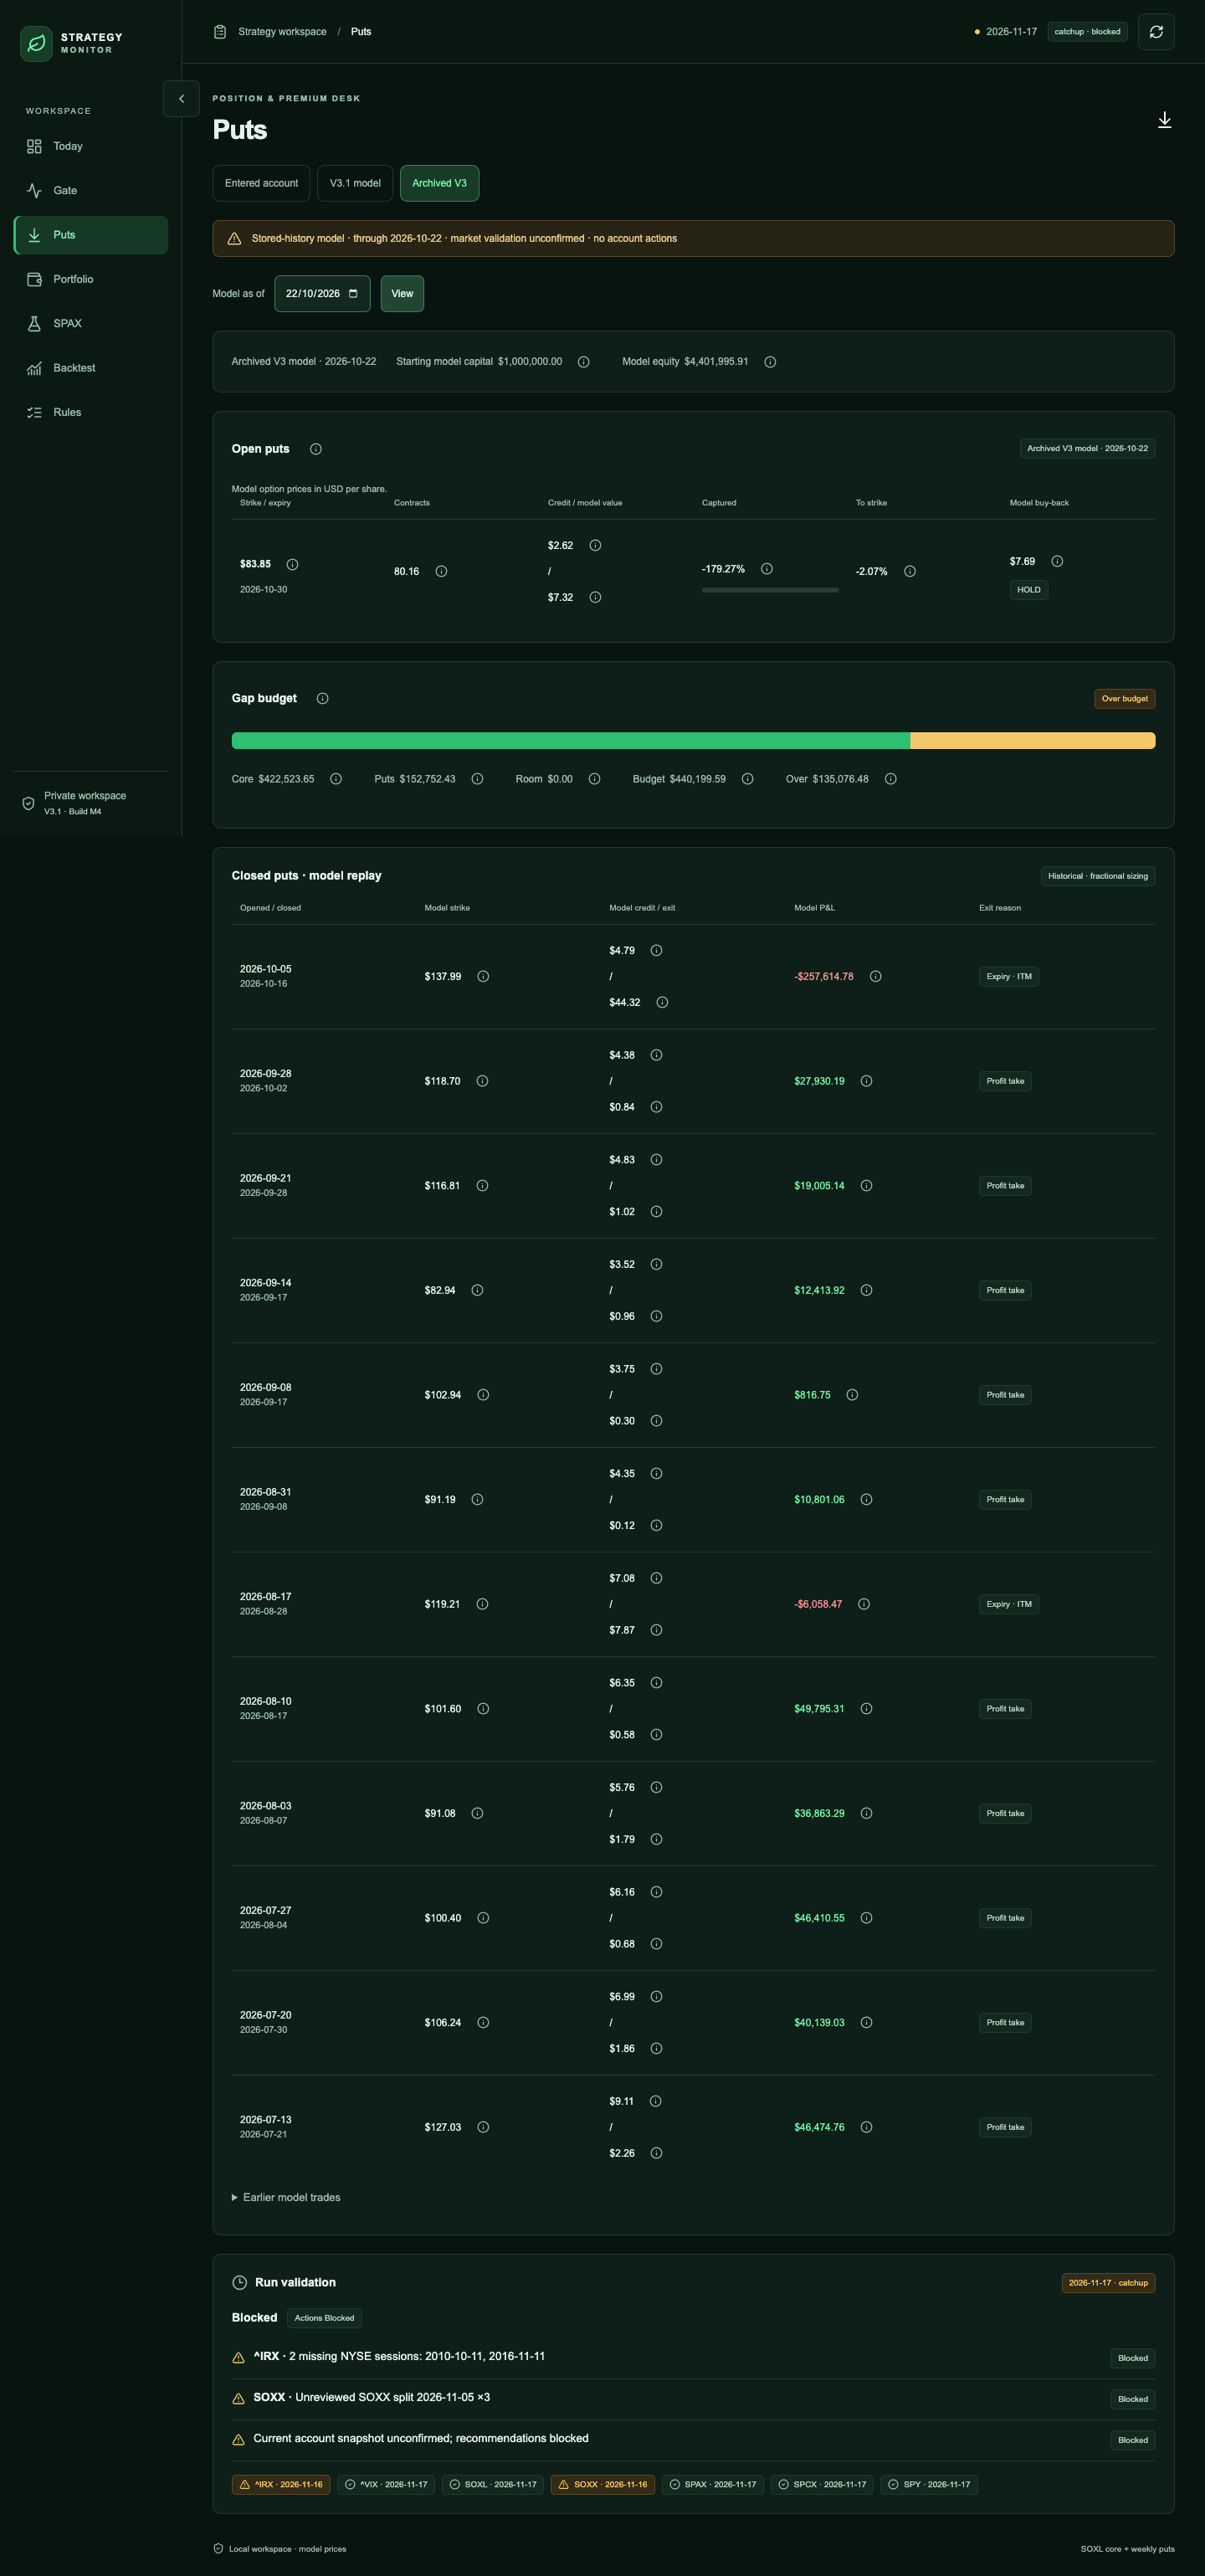 STRATEGY
MONITOR
WORKSPACE
Today
Gate
Puts
Portfolio
SPAX
Backtest
Rules
Private workspace
V3.1 · Build M4
Strategy workspace / Puts
2026-11-17 catchup · blocked
POSITION & PREMIUM DESK
Puts
Entered account V3.1 model Archived V3
Stored-history model · through 2026-10-22 · market validation unconfirmed · no account actions
Model as of 22/10/2026 View
Archived V3 model · 2026-10-22 Starting model capital $1,000,000.00 Model equity $4,401,995.91
Open puts Archived V3 model · 2026-10-22
Model option prices in USD per share.
Strike / expiry Contracts Credit / model value Captured To strike Model buy-back
$2.62
$83.85 80.16 / -179.27% -2.07% $7.69
2026-10-30 $7.32 HOLD
Gap budget Over budget
Core $422,523.65 Puts $152,752.43 Room $0.00 Budget $440,199.59 Over $135,076.48
Closed puts · model replay Historical · fractional sizing
Opened / closed Model strike Model credit / exit Model P&L Exit reason
$4.79
2026-10-05 $137.99 / -$257,614.78 Expiry · ITM
2026-10-16
$44.32
$4.38
2026-09-28 $118.70 / $27,930.19 Profit take
2026-10-02
$0.84
$4.83
2026-09-21 $116.81 / $19,005.14 Profit take
2026-09-28
$1.02
$3.52
2026-09-14 $82.94 / $12,413.92 Profit take
2026-09-17
$0.96
$3.75
2026-09-08 $102.94 / $816.75 Profit take
2026-09-17
$0.30
$4.35
2026-08-31 $91.19 / $10,801.06 Profit take
2026-09-08
$0.12
$7.08
2026-08-17 $119.21 / -$6,058.47 Expiry · ITM
2026-08-28
$7.87
$6.35
2026-08-10 $101.60 / $49,795.31 Profit take
2026-08-17
$0.58
$5.76
2026-08-03 $91.08 / $36,863.29 Profit take
2026-08-07
$1.79
$6.16
2026-07-27 $100.40 / $46,410.55 Profit take
2026-08-04
$0.68
$6.99
2026-07-20 $106.24 / $40,139.03 Profit take
2026-07-30
$1.86
$9.11
2026-07-13 $127.03 / $46,474.76 Profit take
2026-07-21
$2.26
Earlier model trades
Run validation 2026-11-17 · catchup
Blocked Actions Blocked
^IRX · 2 missing NYSE sessions: 2010-10-11, 2016-11-11 Blocked
SOXX · Unreviewed SOXX split 2026-11-05 ×3 Blocked
Current account snapshot unconfirmed; recommendations blocked Blocked
^IRX · 2026-11-16 ^VIX · 2026-11-17 SOXL · 2026-11-17 SOXX · 2026-11-16 SPAX · 2026-11-17 SPCX · 2026-11-17 SPY · 2026-11-17
Local workspace · model prices SOXL core + weekly puts